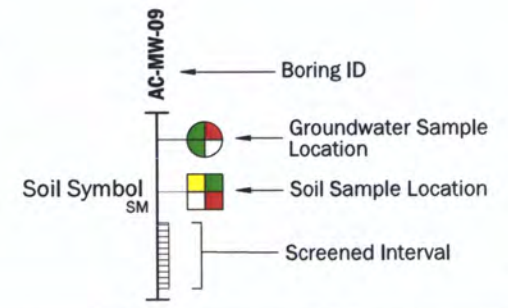 AC-MW-09
Boring ID
Groundwater Sample
Location
Soil Symbol
SM
Soil Sample Location
Screened Interval